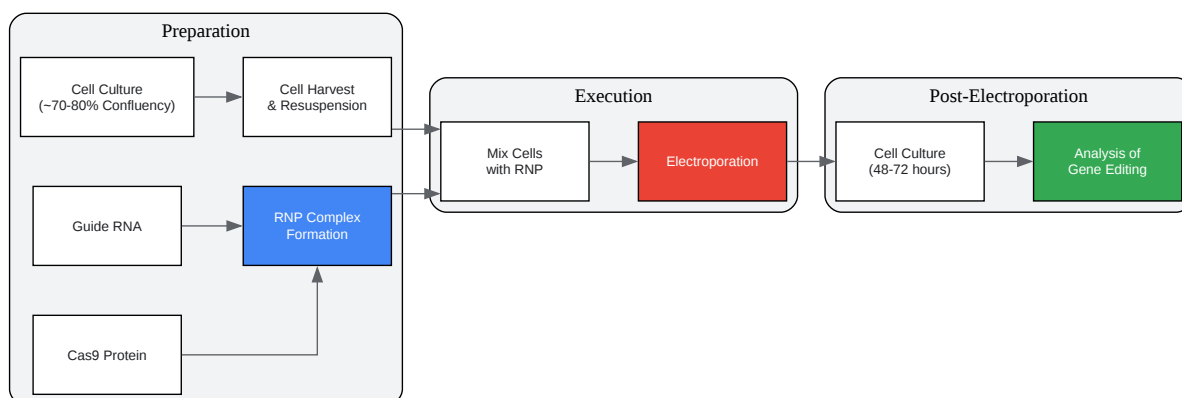 Preparation
Cell Culture
(~70-80% Confluency)
Cell Harvest
& Resuspension
Guide RNA
RNP Complex
Formation
Cas9 Protein
Execution
Mix Cells
with RNP
Electroporation
Post-Electroporation
Cell Culture
(48-72 hours)
Analysis of
Gene Editing